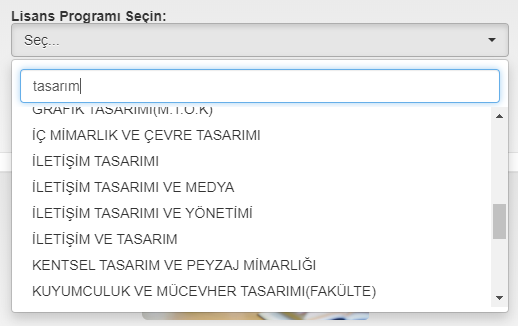 Lisans Programı Seçin:
Seç...
tasarım
GRAFİK TASARIMI(M.T.O.K)
İÇ MİMARLIK VE ÇEVRE TASARIMI
İLETİŞİM TASARIMI
İLETİŞİM TASARIMI VE MEDYA
İLETİŞİM TASARIMI VE YÖNETİMİ
İLETİŞİM VE TASARIM
KENTSEL TASARIM VE PEYZAJ MİMARLIĞI
KUYUMCULUK VE MÜCEVHER TASARIMI(FAKÜLTE)